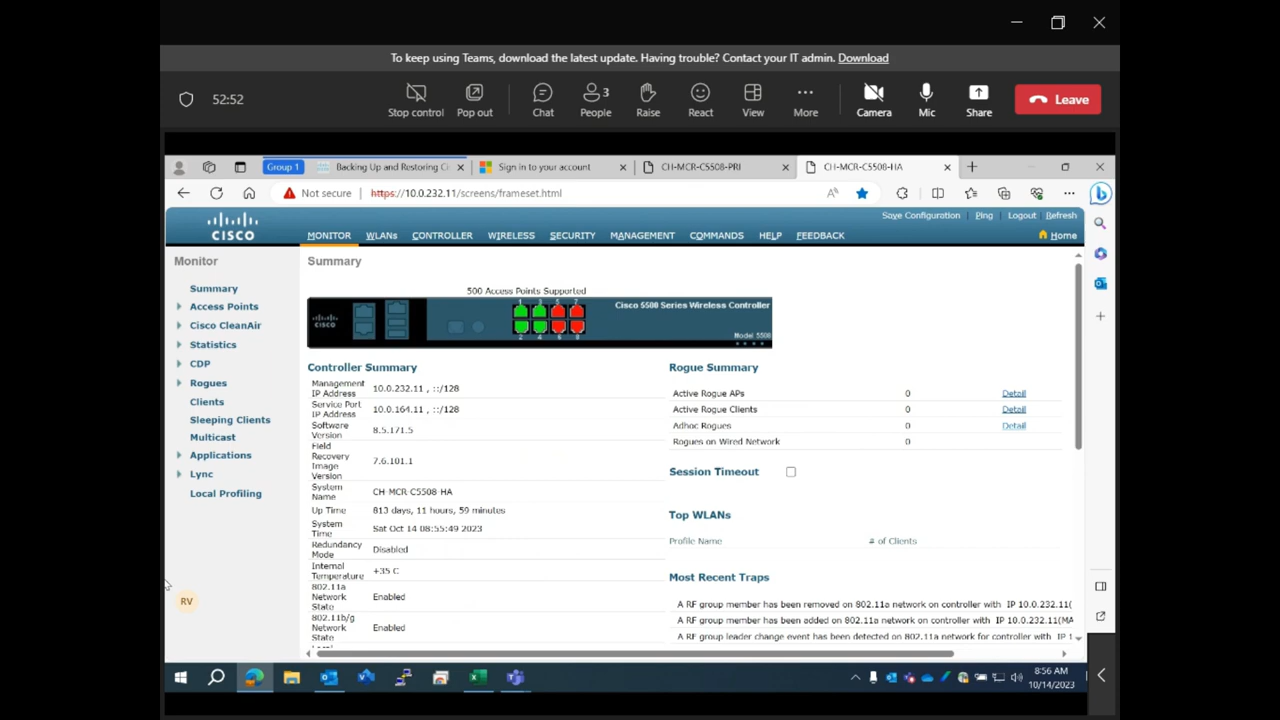 To keep using Teams, download the latest update. Having trouble? Contact your IT admin. Download
52:52
Stop control
Pop out
Chat
3
People
Raise
React
View
More
Camera
Mic
Share
Leave
Group 1
Backing Up and Restoring C
Sign in to your account
CH-MCR-C5508-PRI
CH-MCR-C5508-HA
Not secure
https://10.0.232.11/screens/frameset.html
Save Configuration Ping Logout Refresh
CISCO
MONITOR WLANs CONTROLLER WIRELESS SECURITY MANAGEMENT COMMANDS HELP FEEDBACK
Home
Monitor
Summary
Access Points
Cisco CleanAir
Statistics
CDP
Rogues
Clients
Sleeping Clients
Multicast
Applications
Lync
Local Profiling
RV
Summary
500 Access Points Supported
1 3 5 7
CISCO
Cisco 5500 Series Wireless Controller
2 4 6 8
Model 5508
Controller Summary
Management IP Address 10.0.232.11 , ::/128
Service Port IP Address 10.0.164.11 , ::/128
Software Version 8.5.171.5
Field Recovery Image Version 7.6.101.1
System Name CH-MCR-C5508-HA
Up Time 813 days, 11 hours, 59 minutes
System Time Sat Oct 14 08:55:49 2023
Redundancy Mode Disabled
Internal Temperature +35 C
802.11a Network State Enabled
802.11b/g Network State Enabled
Rogue Summary
Active Rogue APs 0 Detail
Active Rogue Clients 0 Detail
Adhoc Rogues 0 Detail
Rogues on Wired Network 0
Session Timeout
Top WLANs
Profile Name # of Clients
Most Recent Traps
A RF group member has been removed on 802.11a network on controller with IP 10.0.232.11(
A RF group member has been added on 802.11a network on controller with IP 10.0.232.11(MA
A RF group leader change event has been detected on 802.11a network for controller with IP 1
8:56 AM
10/14/2023